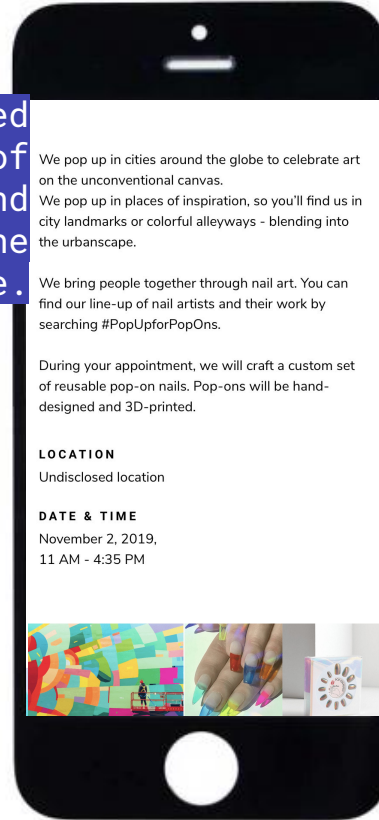 ed
of
nd
ne
e.
We pop up in cities around the globe to celebrate art
on the unconventional canvas.
We pop up in places of inspiration, so you'll find us in
city landmarks or colorful alleyways - blending into
the urbanscape.
We bring people together through nail art. You can
find our line-up of nail artists and their work by
searching #PopUpforPopOns.
During your appointment, we will craft a custom set
of reusable pop-on nails. Pop-ons will be hand-
designed and 3D-printed.
LOCATION
Undisclosed location
DATE & TIME
November 2, 2019,
11 AM - 4:35 PM